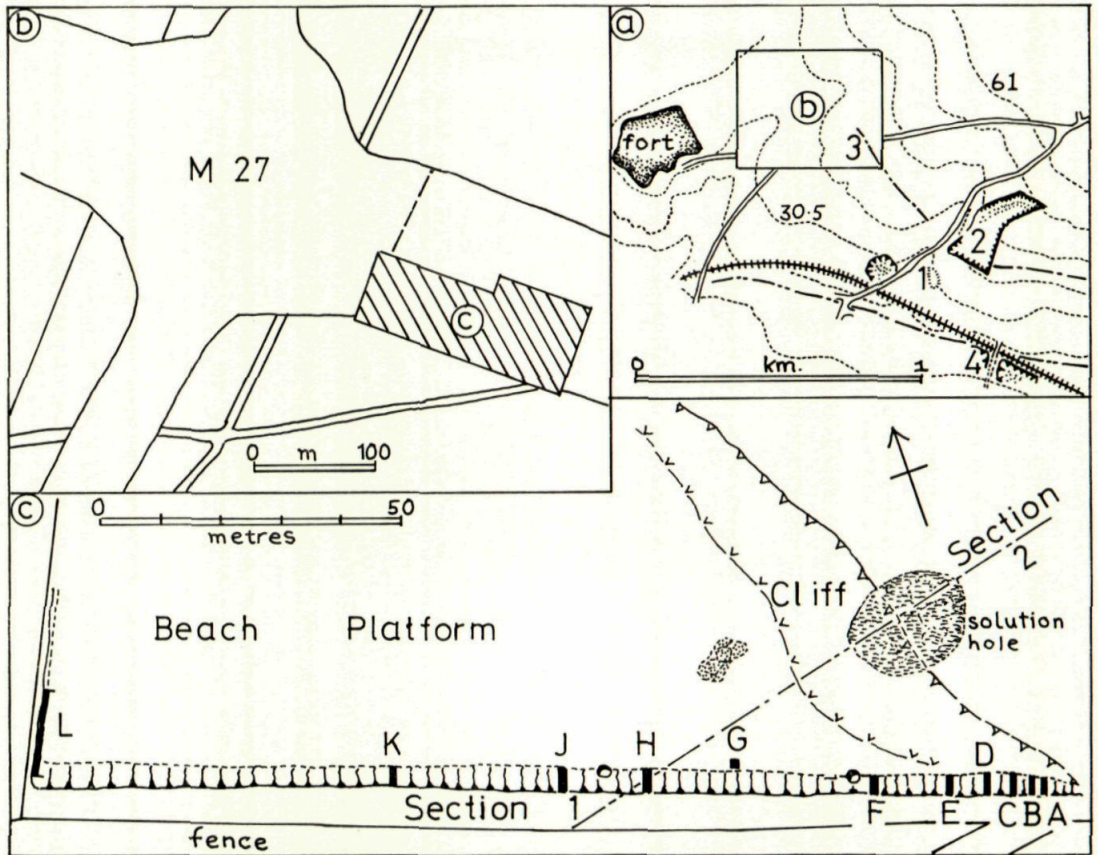 b
M 27
c
0 m 100
a
61
fort
b
3
30·5
2
1
0 km. 1
4
c
0 50
metres
Section 2
Cliff
solution hole
Beach Platform
L
K
J
H
G
D
F
E
C
B
A
Section 1
fence